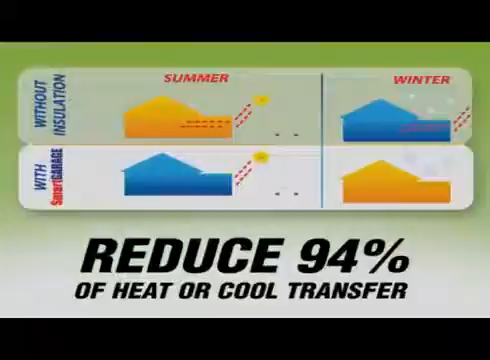 SUMMER
WINTER
WITHOUT
INSULATION
WITH
SmartGARAGE
REDUCE 94%
OF HEAT OR COOL TRANSFER